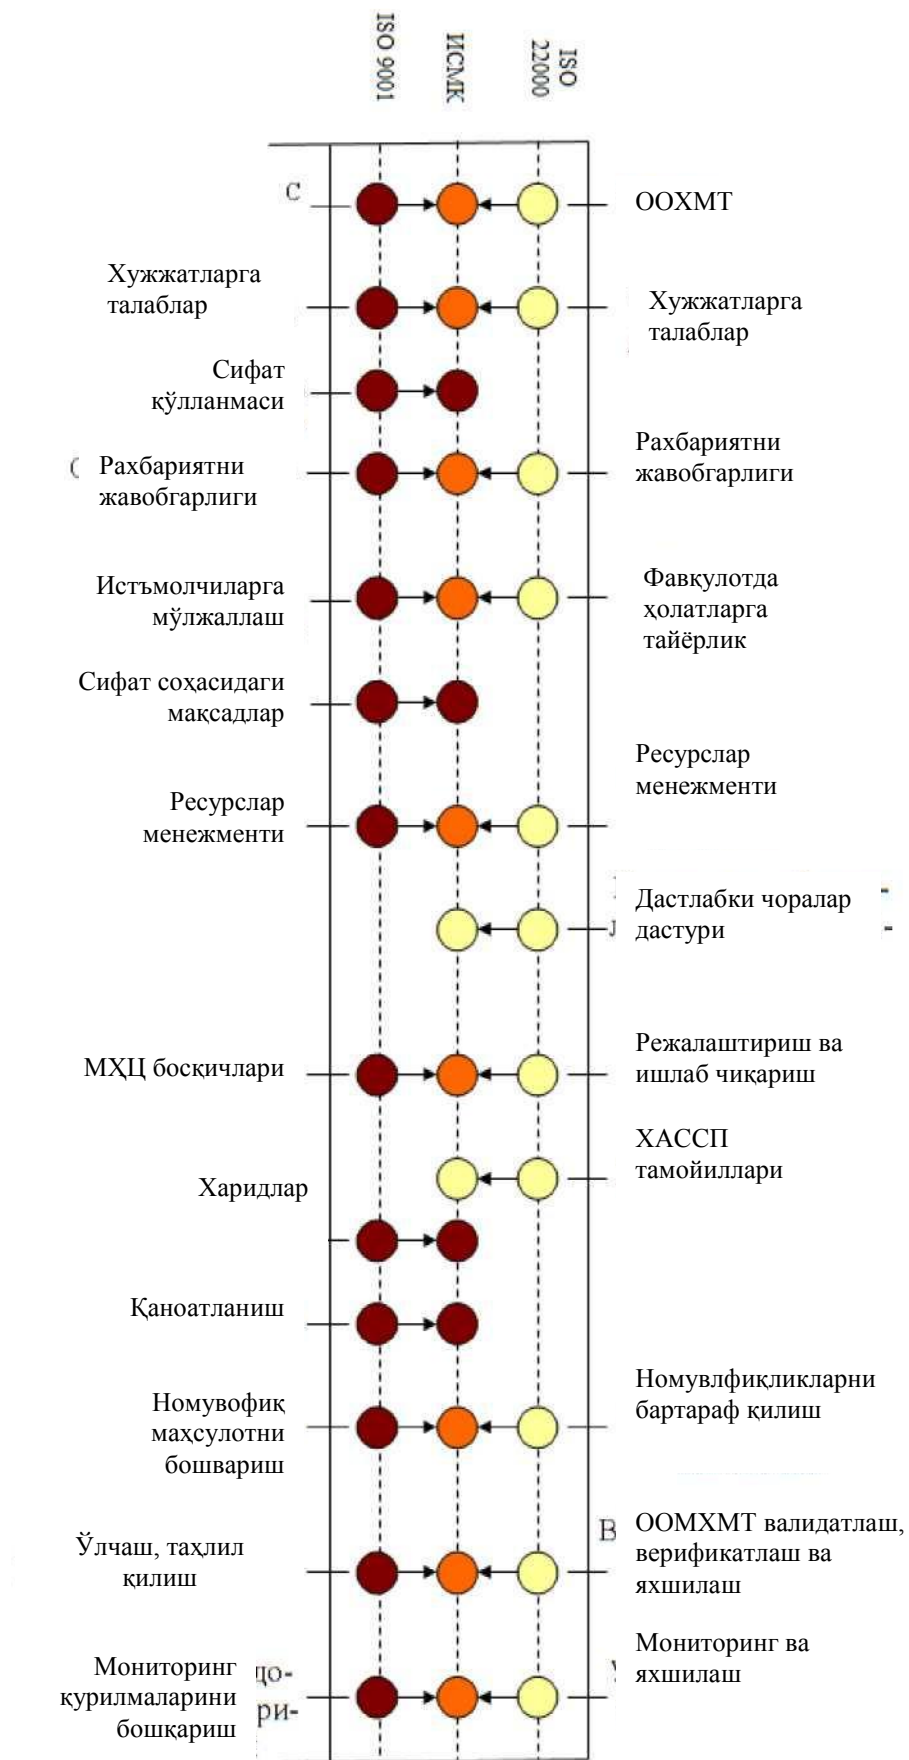 ISO 9001
ИСМК
ISO
22000
С
ООХМТ
Хужжатларга
талаблар
Хужжатларга
талаблар
Сифат
қўлланмаси
Рахбариятни
жавобгарлиги
Рахбариятни
жавобгарлиги
Истъмолчиларга
мўлжаллаш
Фавқулотда
ҳолатларга
тайёрлик
Сифат соҳасидаги
мақсадлар
Ресурслар
менежменти
Ресурслар
менежменти
Дастлабки чоралар
дастури
МҲЦ босқичлари
Режалаштириш ва
ишлаб чиқариш
ХАССП
тамойиллари
Харидлар
Қаноатланиш
Номувофиқ
маҳсулотни
бошвариш
Номувлфиқликларни
бартараф қилиш
Ўлчаш, таҳлил
қилиш
В
ООМХМТ валидатлаш,
верификатлаш ва
яхшилаш
Мониторинг
қурилмаларини
бошқариш
до-
ри-
Мониторинг ва
яхшилаш